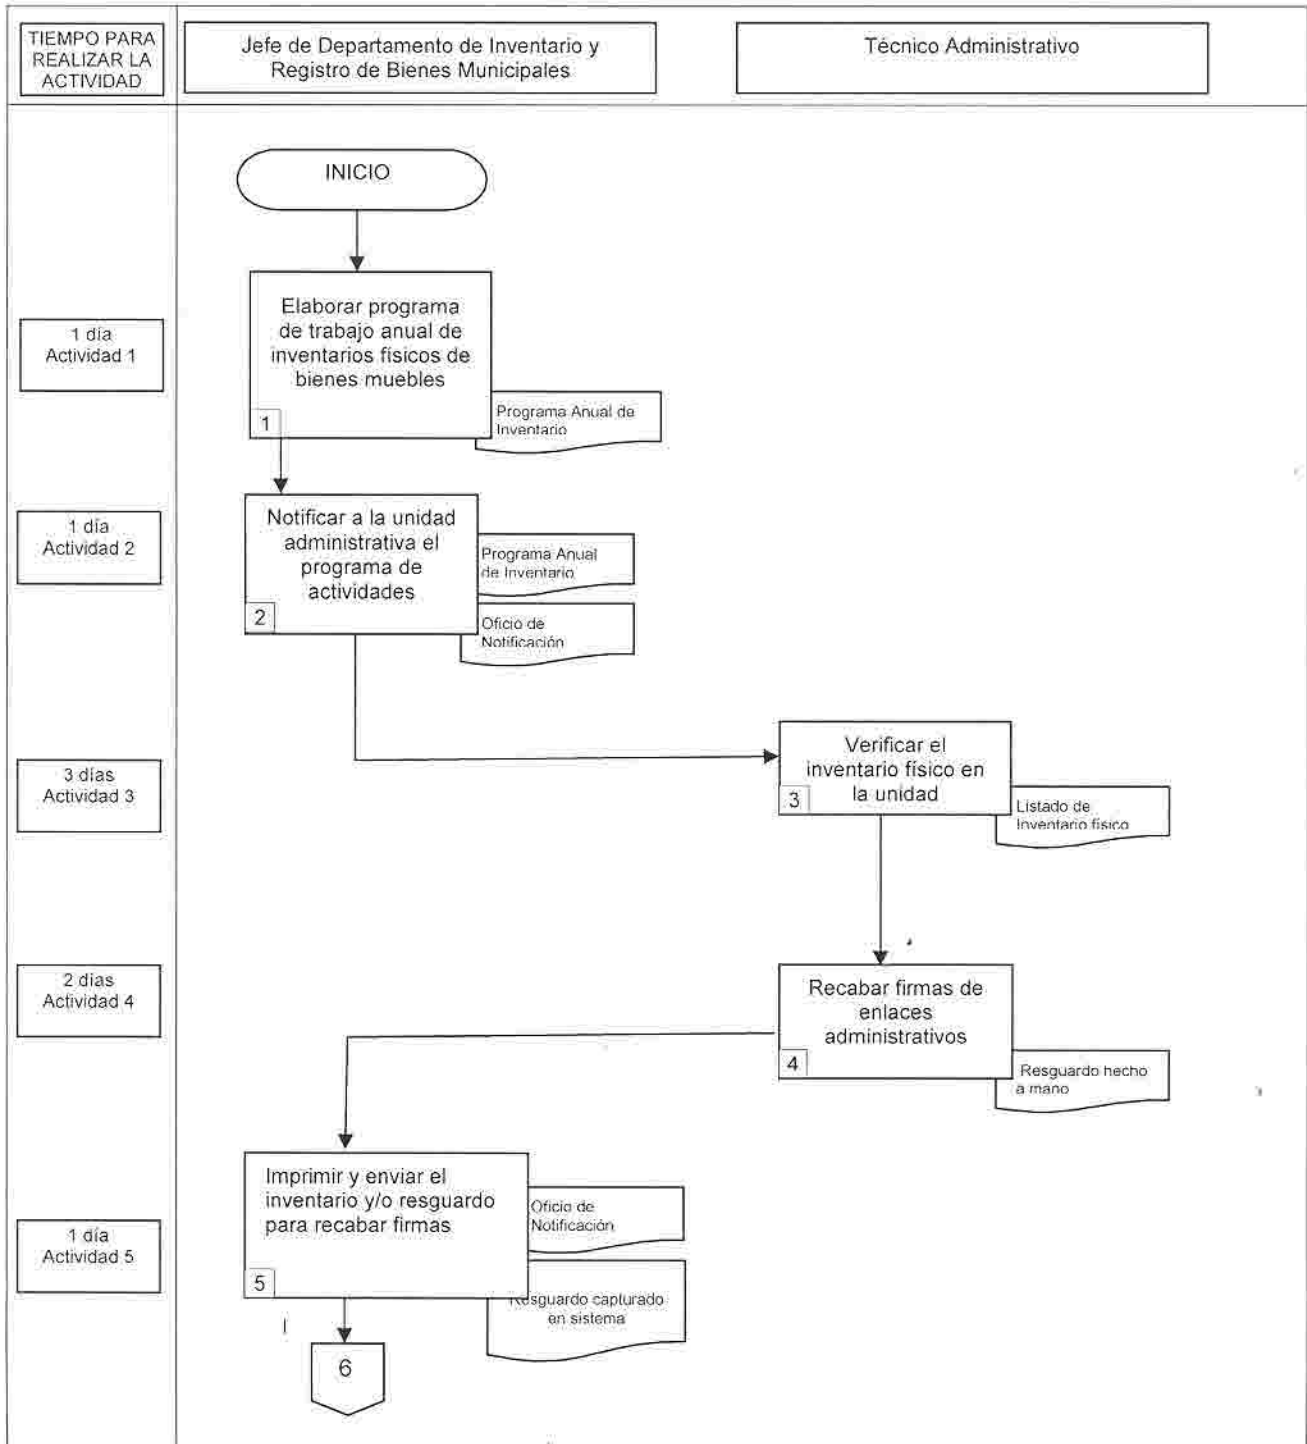 TIEMPO PARA
REALIZAR LA
ACTIVIDAD
Jefe de Departamento de Inventario y
Registro de Bienes Municipales
Técnico Administrativo
INICIO
1 día
Actividad 1
Elaborar programa
de trabajo anual de
inventarios físicos de
bienes muebles
1
Programa Anual de
Inventario
1 día
Actividad 2
Notificar a la unidad
administrativa el
programa de
actividades
2
Programa Anual
de Inventario
Oficio de
Notificación
3 días
Actividad 3
Verificar el
inventario físico en
la unidad
3
Listado de
Inventario físico
2 días
Actividad 4
Recabar firmas de
enlaces
administrativos
4
Resguardo hecho
a mano
1 día
Actividad 5
Imprimir y enviar el
inventario y/o resguardo
para recabar firmas
5
Oficio de
Notificación
Resguardo capturado
en sistema
6